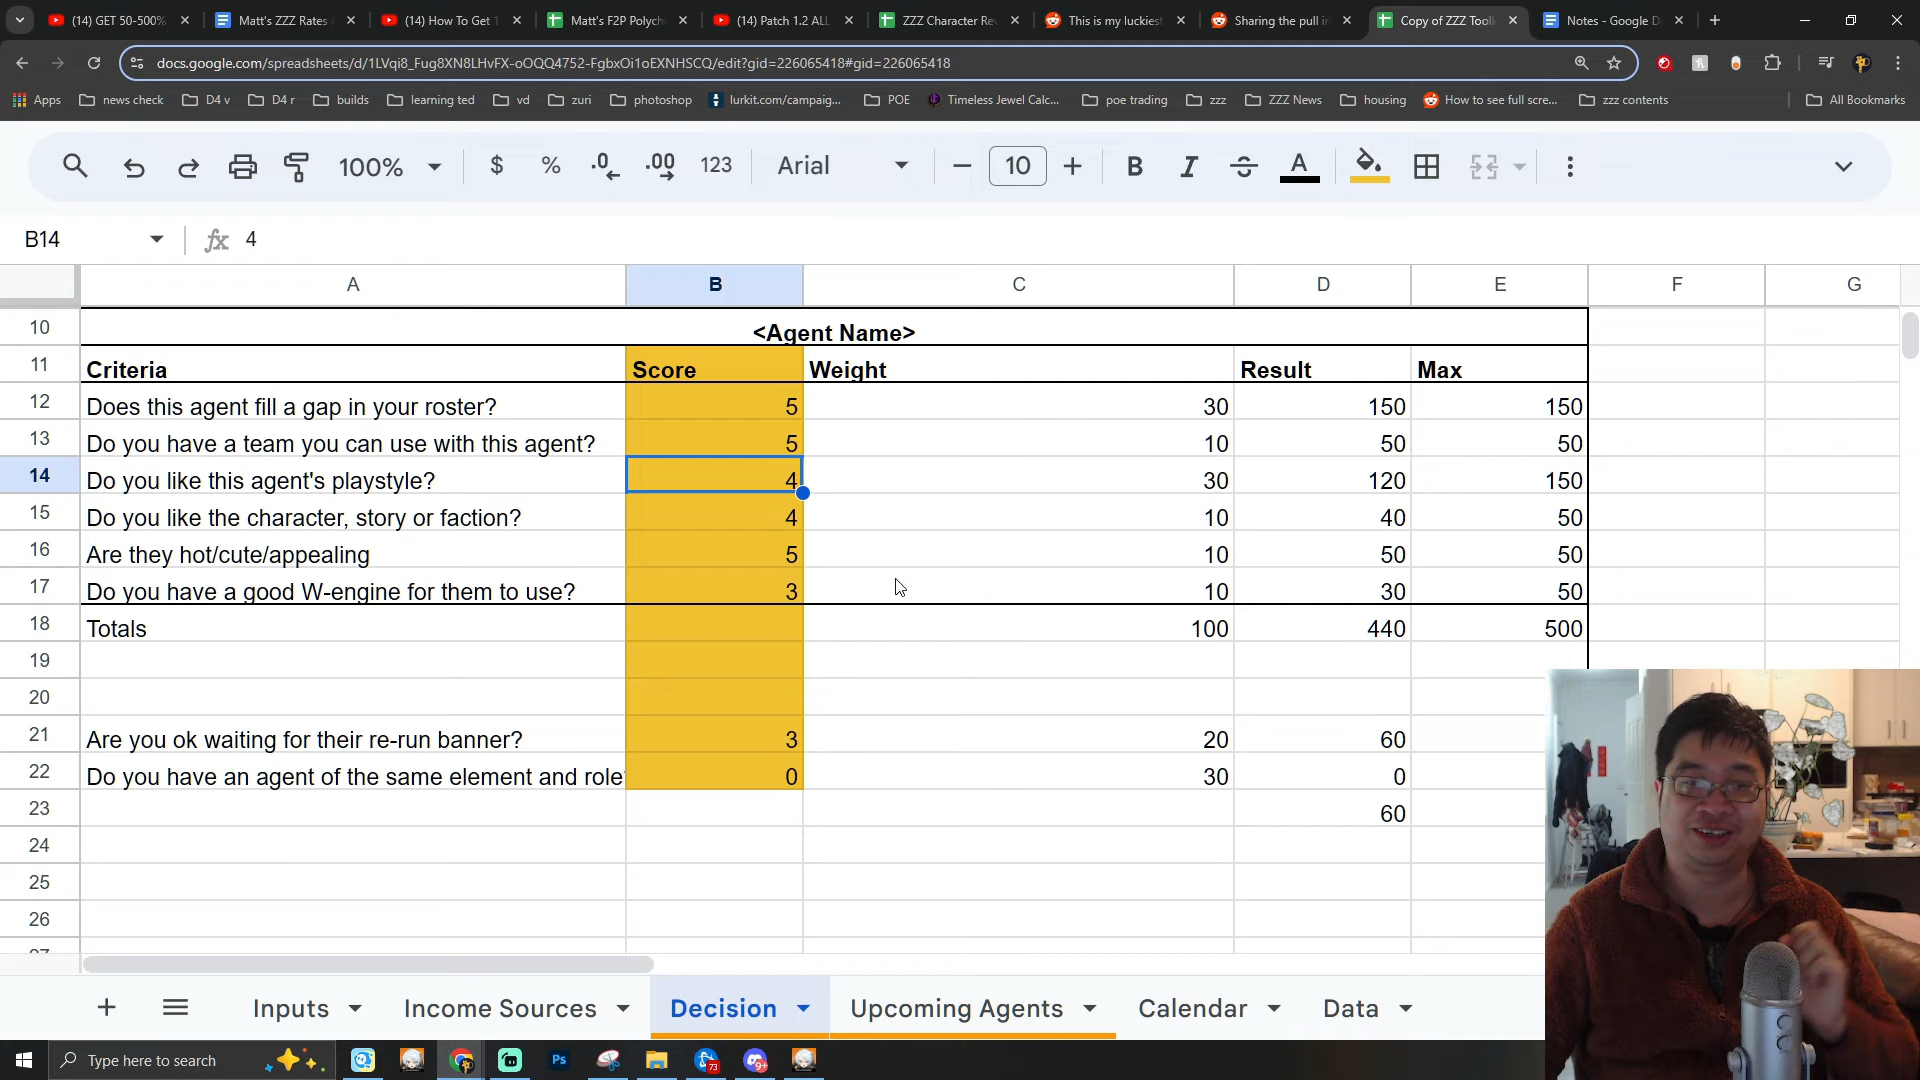 (14) GET 50-500%
Matt's ZZZ Rates
(14) How To Get 1
Matt's F2P Polych
(14) Patch 1.2 ALL
ZZZ Character Re
This is my luckiest
Sharing the pull i
Copy of ZZZ Tool
Notes - Google D
docs.google.com/spreadsheets/d/1LVqi8_Fug8XN8LHvFX-oOQQ4752-FgbxOi1oEXNHSCQ/edit?gid=226065418#gid=226065418
Apps
news check
D4 v
D4 r
builds
learning ted
vd
zuri
photoshop
lurkit.com/campaig...
POE
Timeless Jewel Calc...
poe trading
zzz
ZZZ News
housing
How to see full scre...
zzz contents
All Bookmarks
100% $ % .0 .00 123 Arial 10 B I S A
B14 fx 4
A B C D E F G
10 <Agent Name>
11 Criteria Score Weight Result Max
12 Does this agent fill a gap in your roster? 5 30 150 150
13 Do you have a team you can use with this agent? 5 10 50 50
14 Do you like this agent's playstyle? 4 30 120 150
15 Do you like the character, story or faction? 4 10 40 50
16 Are they hot/cute/appealing 5 10 50 50
17 Do you have a good W-engine for them to use? 3 10 30 50
18 Totals 100 440 500
19
20
21 Are you ok waiting for their re-run banner? 3 20 60
22 Do you have an agent of the same element and role 0 30 0
23 60
24
25
26
Inputs
Income Sources
Decision
Upcoming Agents
Calendar
Data
Type here to search
Ps
73
9+